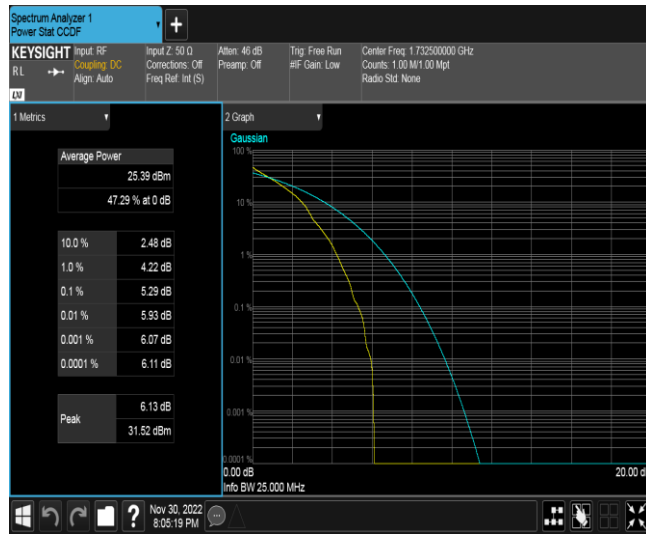 Spectrum Analyzer 1
Power Stat CCDF
+
KEYSIGHT
RL
LXI
Input: RF
Coupling: DC
Align: Auto
Input Z: 50 Ω
Corrections: Off
Freq Ref: Int (S)
Atten: 46 dB
Preamp: Off
Trig: Free Run
#IF Gain: Low
Center Freq: 1.732500000 GHz
Counts: 1.00 M/1.00 Mpt
Radio Std: None
1 Metrics
Average Power
25.39 dBm
47.29 % at 0 dB
10.0 % 2.48 dB
1.0 % 4.22 dB
0.1 % 5.29 dB
0.01 % 5.93 dB
0.001 % 6.07 dB
0.0001 % 6.11 dB
Peak
6.13 dB
31.52 dBm
2 Graph
Gaussian
100 %
10 %
1 %
0.1 %
0.01 %
0.001 %
0.0001 %
0.00 dB
20.00 d
Info BW 25.000 MHz
?
Nov 30, 2022
8:05:19 PM